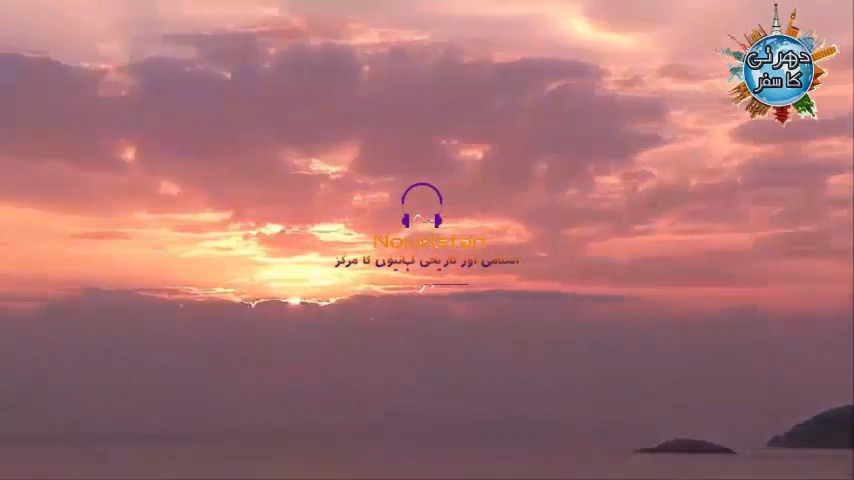 دھرتی
کا سفر
Novelstan
اسلامی اور تاریخی کہانیوں کا مرکز